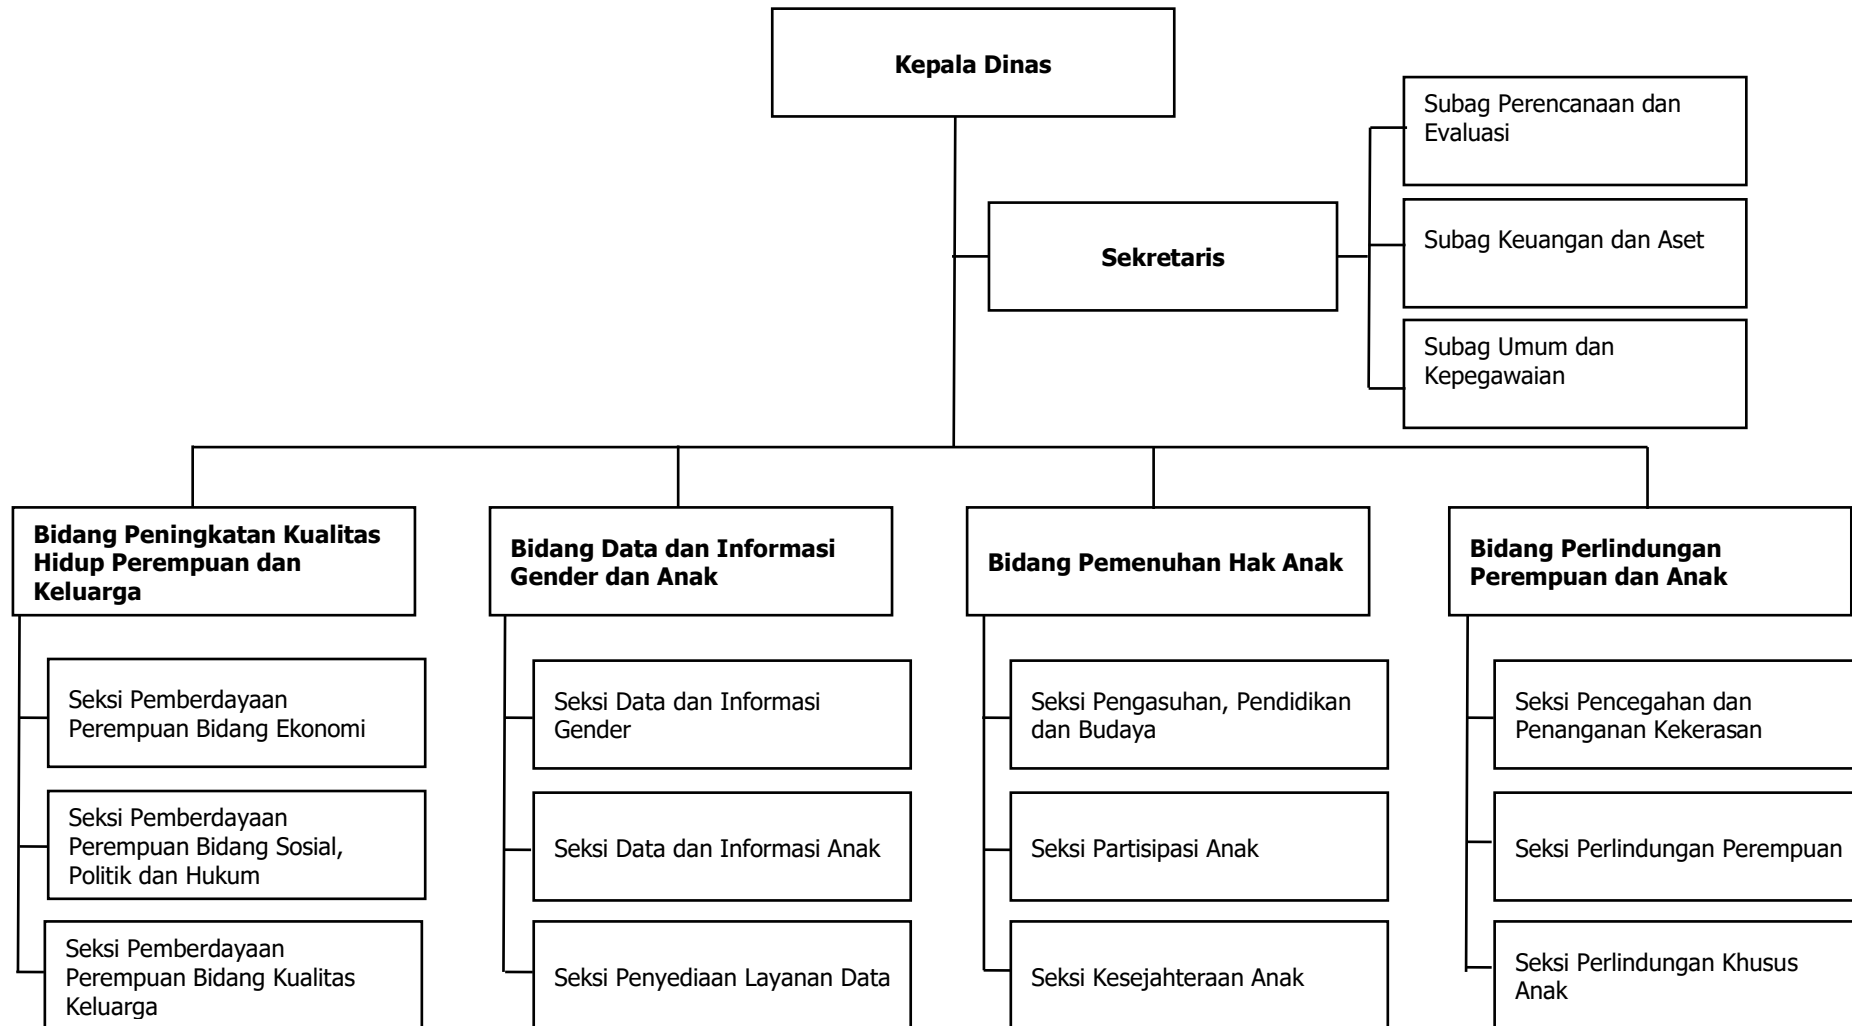 Kepala Dinas
Subag Perencanaan dan
Evaluasi
Subag Keuangan dan Aset
Sekretaris
Subag Umum dan
Kepegawaian
Bidang Peningkatan Kualitas
Hidup Perempuan dan
Keluarga
Seksi Pemberdayaan
Perempuan Bidang Ekonomi
Seksi Pemberdayaan
Perempuan Bidang Sosial,
Politik dan Hukum
Seksi Pemberdayaan
Perempuan Bidang Kualitas
Keluarga
Bidang Data dan Informasi
Gender dan Anak
Seksi Data dan Informasi
Gender
Seksi Data dan Informasi Anak
Seksi Penyediaan Layanan Data
Bidang Pemenuhan Hak Anak
Seksi Pengasuhan, Pendidikan
dan Budaya
Seksi Partisipasi Anak
Seksi Kesejahteraan Anak
Bidang Perlindungan
Perempuan dan Anak
Seksi Pencegahan dan
Penanganan Kekerasan
Seksi Perlindungan Perempuan
Seksi Perlindungan Khusus
Anak